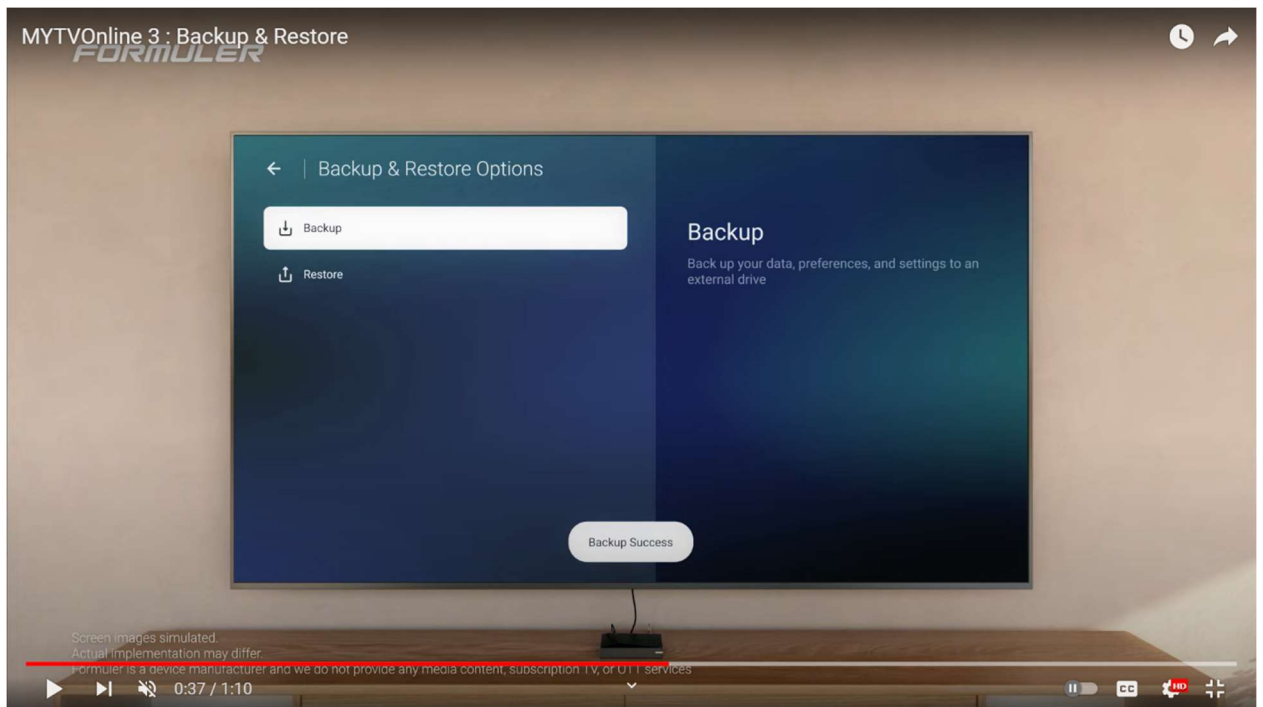 MYTVOnline 3 : Backup & Restore
FORMULER
Backup & Restore Options
Backup
Restore
Backup
Back up your data, preferences, and settings to an
external drive
Backup Success
Screen images simulated.
Actual Implementation may differ.
Formuler is a device manufacturer and we do not provide any media content, subscription TV, or OTT services
0:37 / 1:10
CC
HD